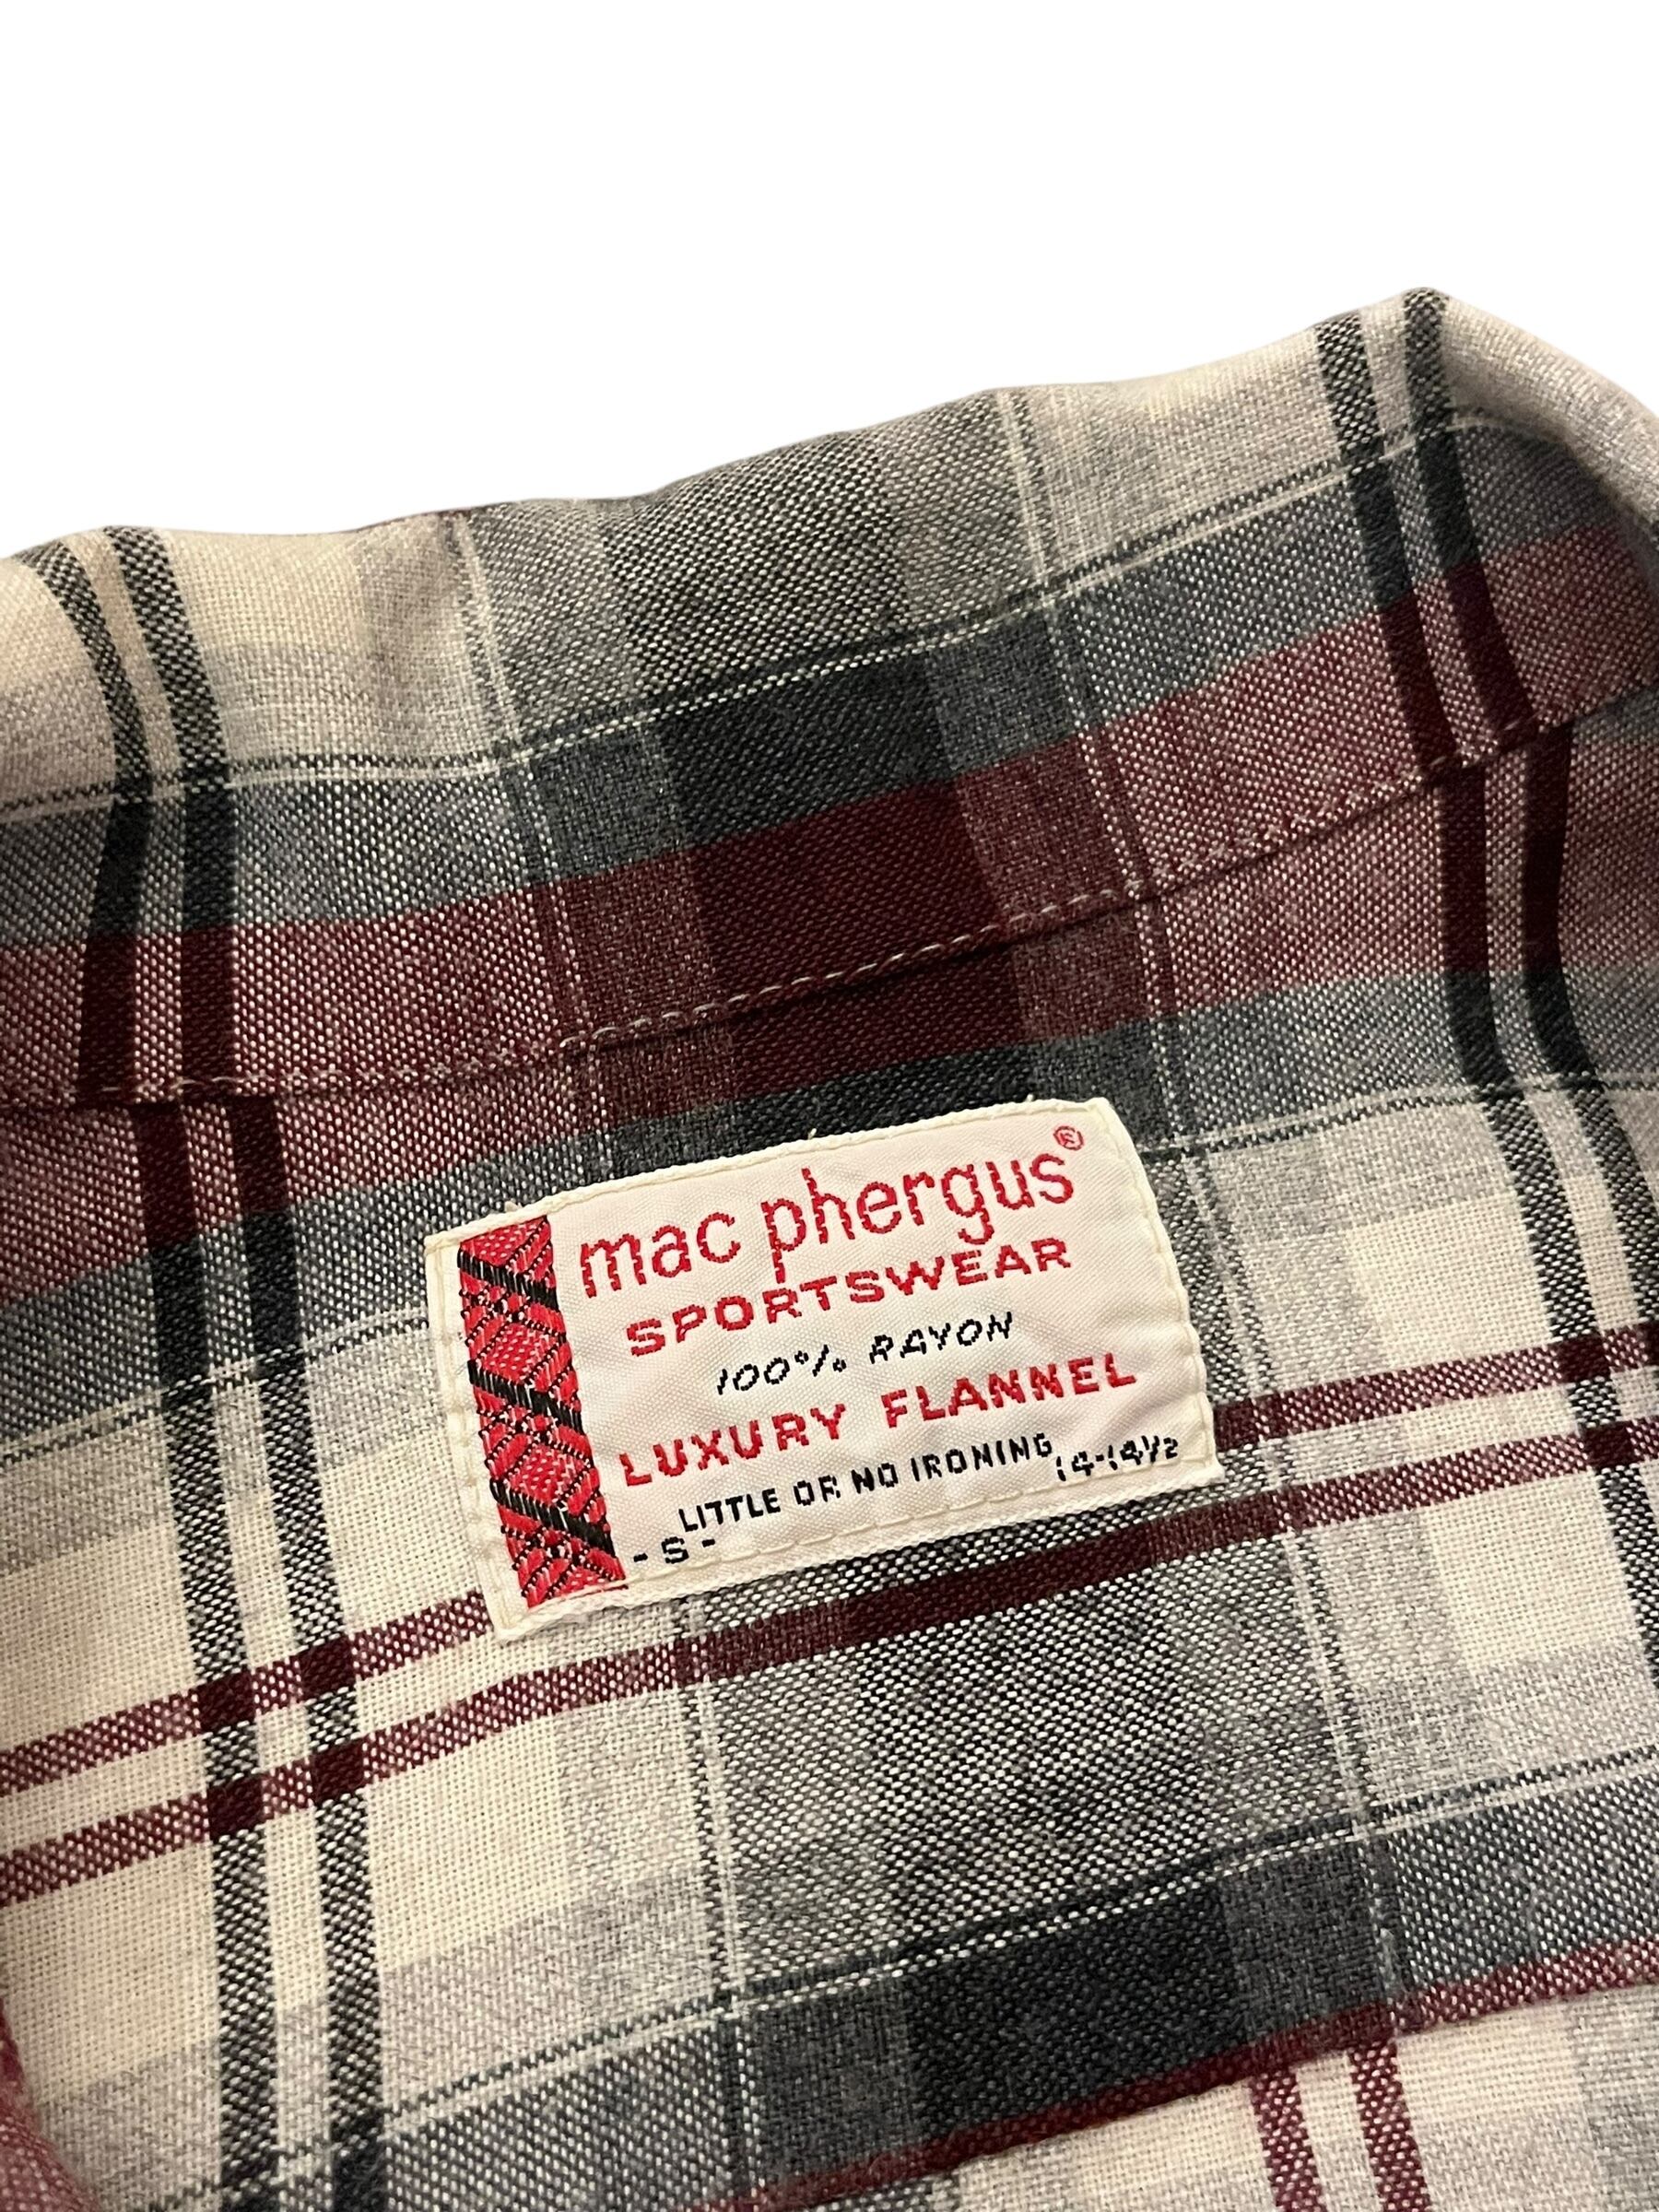 mac phergus®
SPORTSWEAR
100% RAYON
LUXURY FLANNEL
LITTLE OR NO IRONING
- S - 14-14½